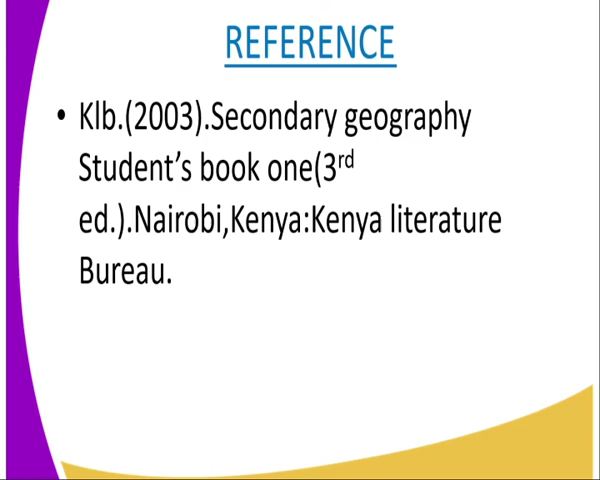 REFERENCE
• Klb.(2003).Secondary geography
Student’s book one(3rd
ed.).Nairobi,Kenya:Kenya literature
Bureau.